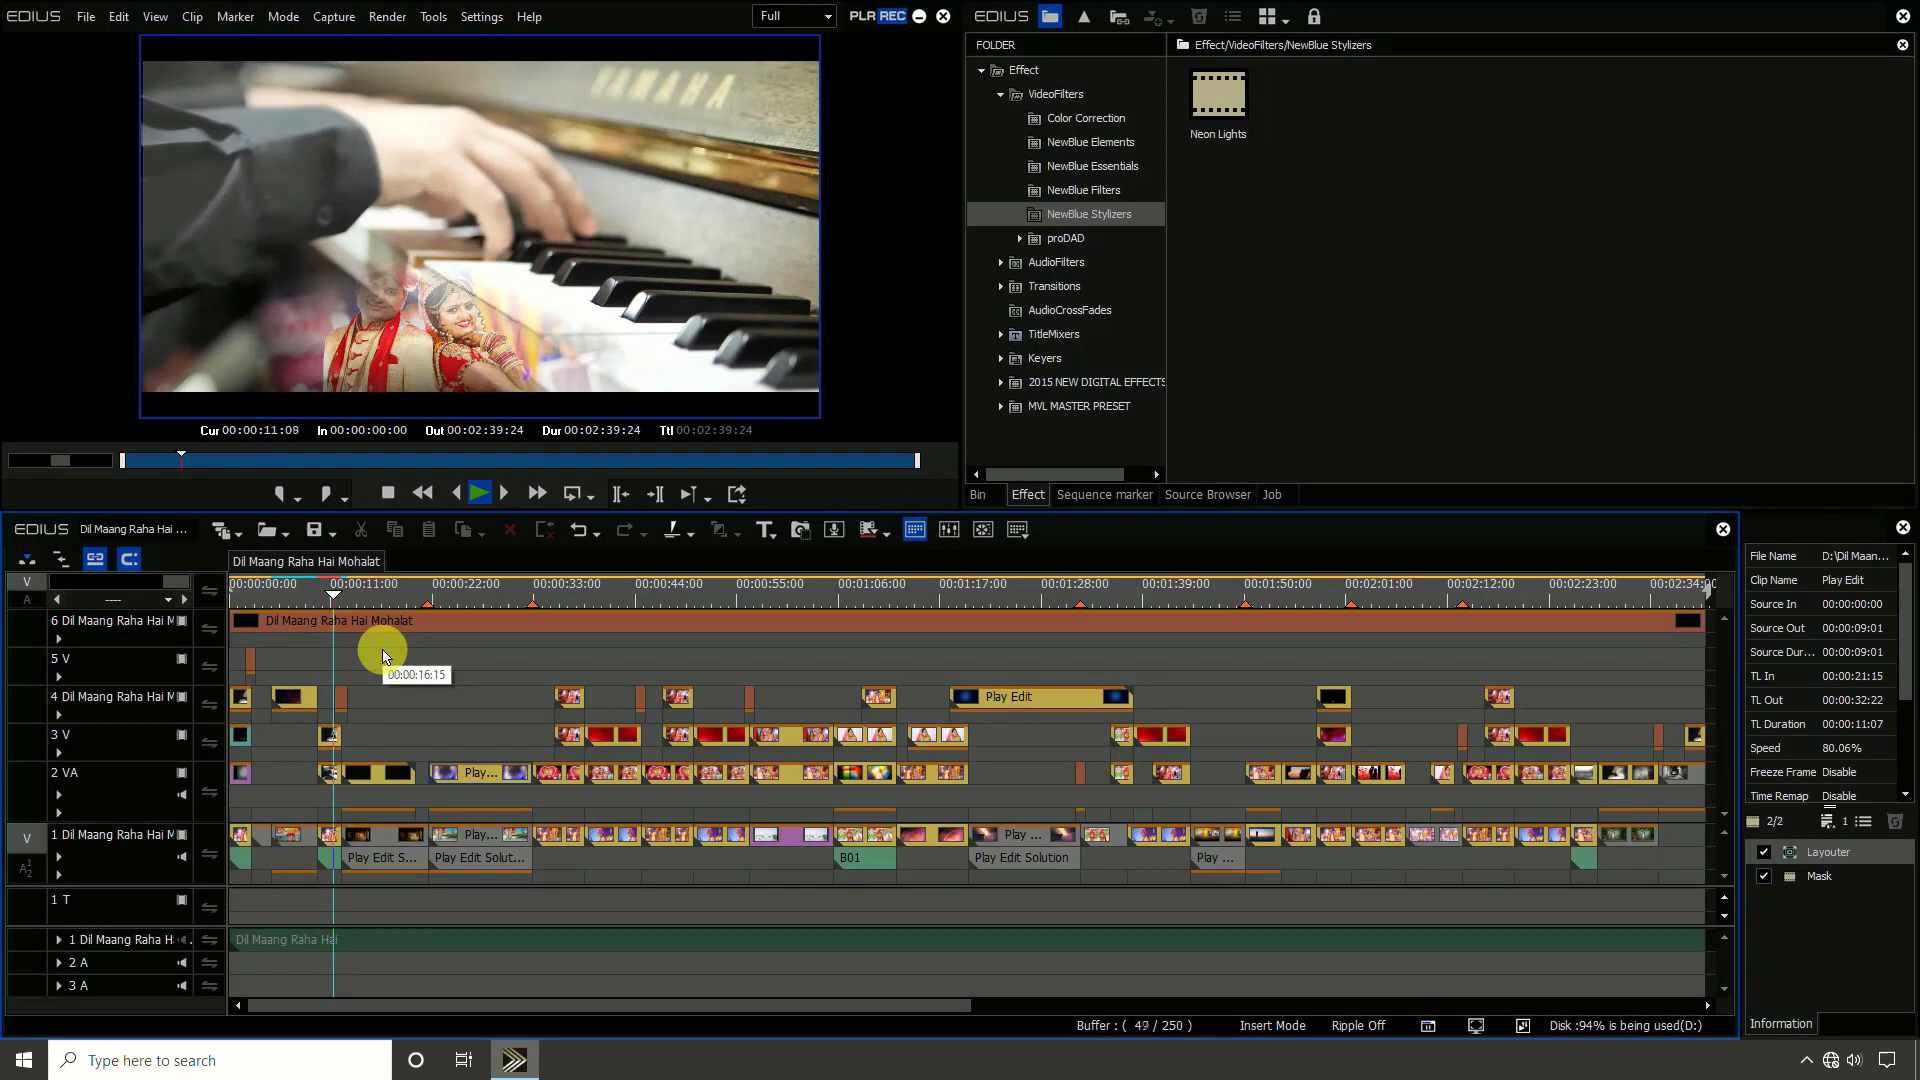 EDIUS File Edit View Clip Marker Mode Capture Render Tools Settings Help Full PLR REC
EDIUS
FOLDER
Effect/VideoFilters/NewBlue Stylizers
Effect
VideoFilters
Color Correction
NewBlue Elements
NewBlue Essentials
NewBlue Filters
NewBlue Stylizers
proDAD
AudioFilters
Transitions
AudioCrossFades
TitleMixers
Keyers
2015 NEW DIGITAL EFFECTS
MVL MASTER PRESET
Neon Lights
YAMAHA
Cur 00:00:11:08 In 00:00:00:00 Out 00:02:39:24 Dur 00:02:39:24 Ttl 00:02:39:24
Bin Effect Sequence marker Source Browser Job
EDIUS Dil Maang Raha Hai ...
Dil Maang Raha Hai Mohalat
00:00:00:00 00:00:11:00 00:00:22:00 00:00:33:00 00:00:44:00 00:00:55:00 00:01:06:00 00:01:17:00 00:01:28:00 00:01:39:00 00:01:50:00 00:02:01:00 00:02:12:00 00:02:23:00 00:02:34:0
V
A
----
6 Dil Maang Raha Hai M
Dil Maang Raha Hai Mohalat
5 V
00:00:16:15
4 Dil Maang Raha Hai M
Play Edit
3 V
2 VA
Play...
V
1 Dil Maang Raha Hai M
Play... Play ...
A12
Play Edit S... Play Edit Solut... B01 Play Edit Solution Play ...
1 T
1 Dil Maang Raha H
Dil Maang Raha Hai
2 A
3 A
Buffer : ( 49 / 250 ) Insert Mode Ripple Off Disk :94% is being used(D:)
File Name D:\Dil Maan...
Clip Name Play Edit
Source In 00:00:00:00
Source Out 00:00:09:01
Source Dur... 00:00:09:01
TL In 00:00:21:15
TL Out 00:00:32:22
TL Duration 00:00:11:07
Speed 80.06%
Freeze Frame Disable
Time Remap Disable
2/2 1
Layouter
Mask
Information
Type here to search